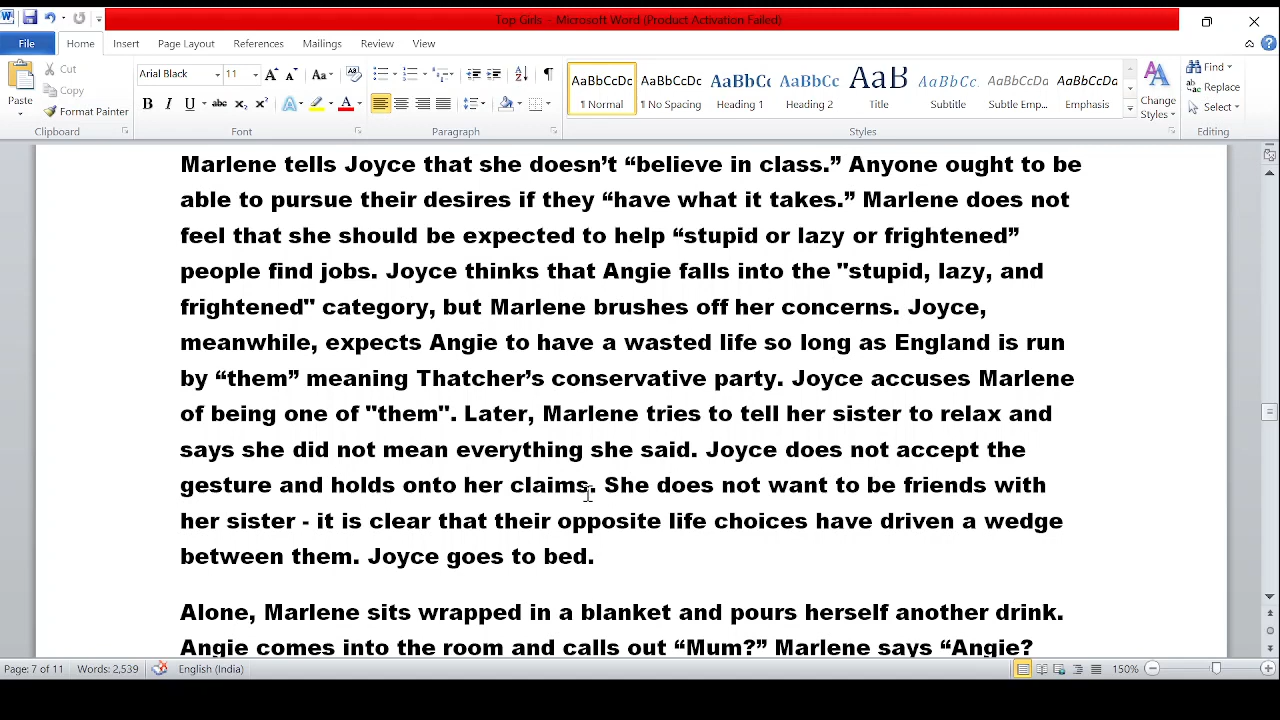 Top Girls - Microsoft Word (Product Activation Failed)
File Home Insert Page Layout References Mailings Review View
Paste
Cut
Copy
Format Painter
Clipboard
Arial Black 11
Font
Paragraph
AaBbCcDc AaBbCcDc AaBbC( AaBbCc AaB AaBbCc. AaBbCcDc AaBbCcDc
¶ Normal ¶ No Spacing Heading 1 Heading 2 Title Subtitle Subtle Emp... Emphasis
Styles
Change Styles
Find
Replace
Select
Editing
Marlene tells Joyce that she doesn’t “believe in class.” Anyone ought to be
able to pursue their desires if they “have what it takes.” Marlene does not
feel that she should be expected to help “stupid or lazy or frightened”
people find jobs. Joyce thinks that Angie falls into the "stupid, lazy, and
frightened" category, but Marlene brushes off her concerns. Joyce,
meanwhile, expects Angie to have a wasted life so long as England is run
by “them” meaning Thatcher’s conservative party. Joyce accuses Marlene
of being one of "them". Later, Marlene tries to tell her sister to relax and
says she did not mean everything she said. Joyce does not accept the
gesture and holds onto her claims. She does not want to be friends with
her sister - it is clear that their opposite life choices have driven a wedge
between them. Joyce goes to bed.
Alone, Marlene sits wrapped in a blanket and pours herself another drink.
Angie comes into the room and calls out “Mum?” Marlene says “Angie?
Page: 7 of 11 Words: 2,539 English (India) 150%